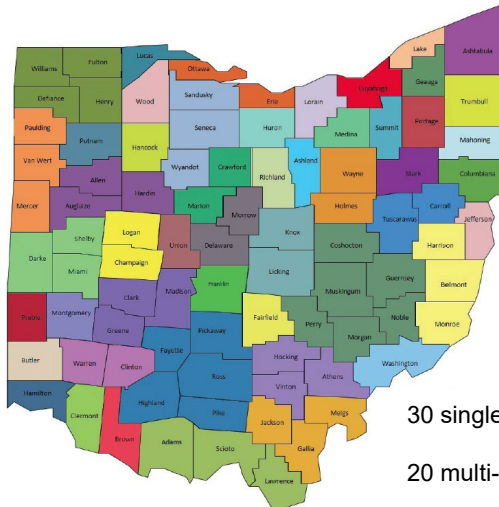 Lake
Ashtabula
Lucas
Fulton
Williams
Ottawa
Geauga
Cuyahoga
Defiance
Henry
Wood
Sandusky
Erie
Lorain
Trumbull
Paulding
Seneca
Huron
Medina
Summit
Portage
Putnam
Hancock
Mahoning
Van Wert
Wyandot
Crawford
Richland
Ashland
Wayne
Stark
Columbiana
Allen
Hardin
Mercer
Auglaize
Marion
Morrow
Holmes
Carroll
Tuscarawas
Jefferson
Logan
Knox
Shelby
Union
Delaware
Coshocton
Harrison
Darke
Champaign
Miami
Licking
Guernsey
Belmont
Clark
Madison
Franklin
Muskingum
Preble
Montgomery
Fairfield
Noble
Monroe
Greene
Pickaway
Perry
Morgan
Fayette
Butler
Warren
Clinton
Hocking
Washington
Ross
Athens
Vinton
Hamilton
Highland
Clermont
Pike
Meigs
Brown
Jackson
30 single
Adams
Scioto
Gallia
20 multi-
Lawrence